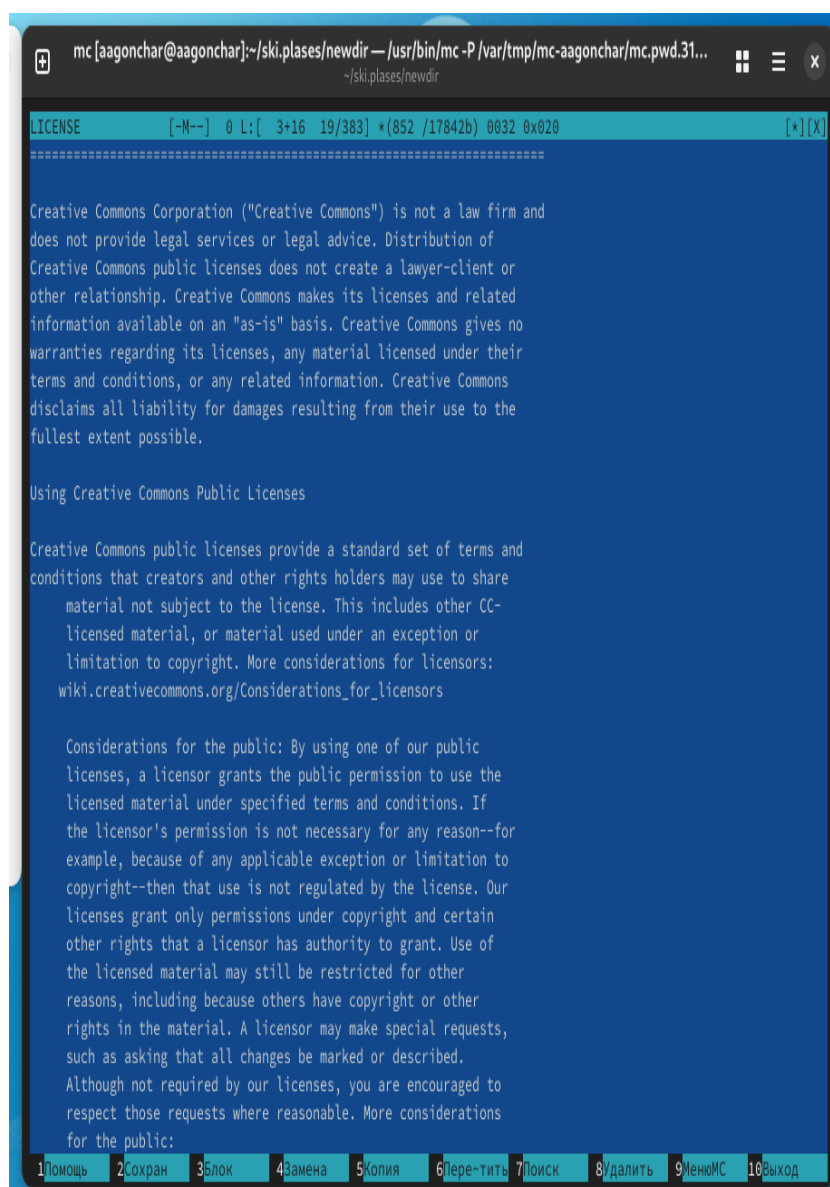 mc [aagonchar@aagonchar]:~/ski.plases/newdir — /usr/bin/mc -P /var/tmp/mc-aagonchar/mc.pwd.31...
~/ski.plases/newdir
LICENSE [-M--] 0 L:[ 3+16 19/383] *(852 /17842b) 0032 0x020 [*][X]
=======================================================================
Creative Commons Corporation ("Creative Commons") is not a law firm and
does not provide legal services or legal advice. Distribution of
Creative Commons public licenses does not create a lawyer-client or
other relationship. Creative Commons makes its licenses and related
information available on an "as-is" basis. Creative Commons gives no
warranties regarding its licenses, any material licensed under their
terms and conditions, or any related information. Creative Commons
disclaims all liability for damages resulting from their use to the
fullest extent possible.
Using Creative Commons Public Licenses
Creative Commons public licenses provide a standard set of terms and
conditions that creators and other rights holders may use to share
material not subject to the license. This includes other CC-
licensed material, or material used under an exception or
limitation to copyright. More considerations for licensors:
wiki.creativecommons.org/Considerations_for_licensors
Considerations for the public: By using one of our public
licenses, a licensor grants the public permission to use the
licensed material under specified terms and conditions. If
the licensor's permission is not necessary for any reason--for
example, because of any applicable exception or limitation to
copyright--then that use is not regulated by the license. Our
licenses grant only permissions under copyright and certain
other rights that a licensor has authority to grant. Use of
the licensed material may still be restricted for other
reasons, including because others have copyright or other
rights in the material. A licensor may make special requests,
such as asking that all changes be marked or described.
Although not required by our licenses, you are encouraged to
respect those requests where reasonable. More considerations
for the public:
1Помощь 2Сохран 3Блок 4Замена 5Копия 6Пере~тить 7Поиск 8Удалить 9МенюMC 10Выход